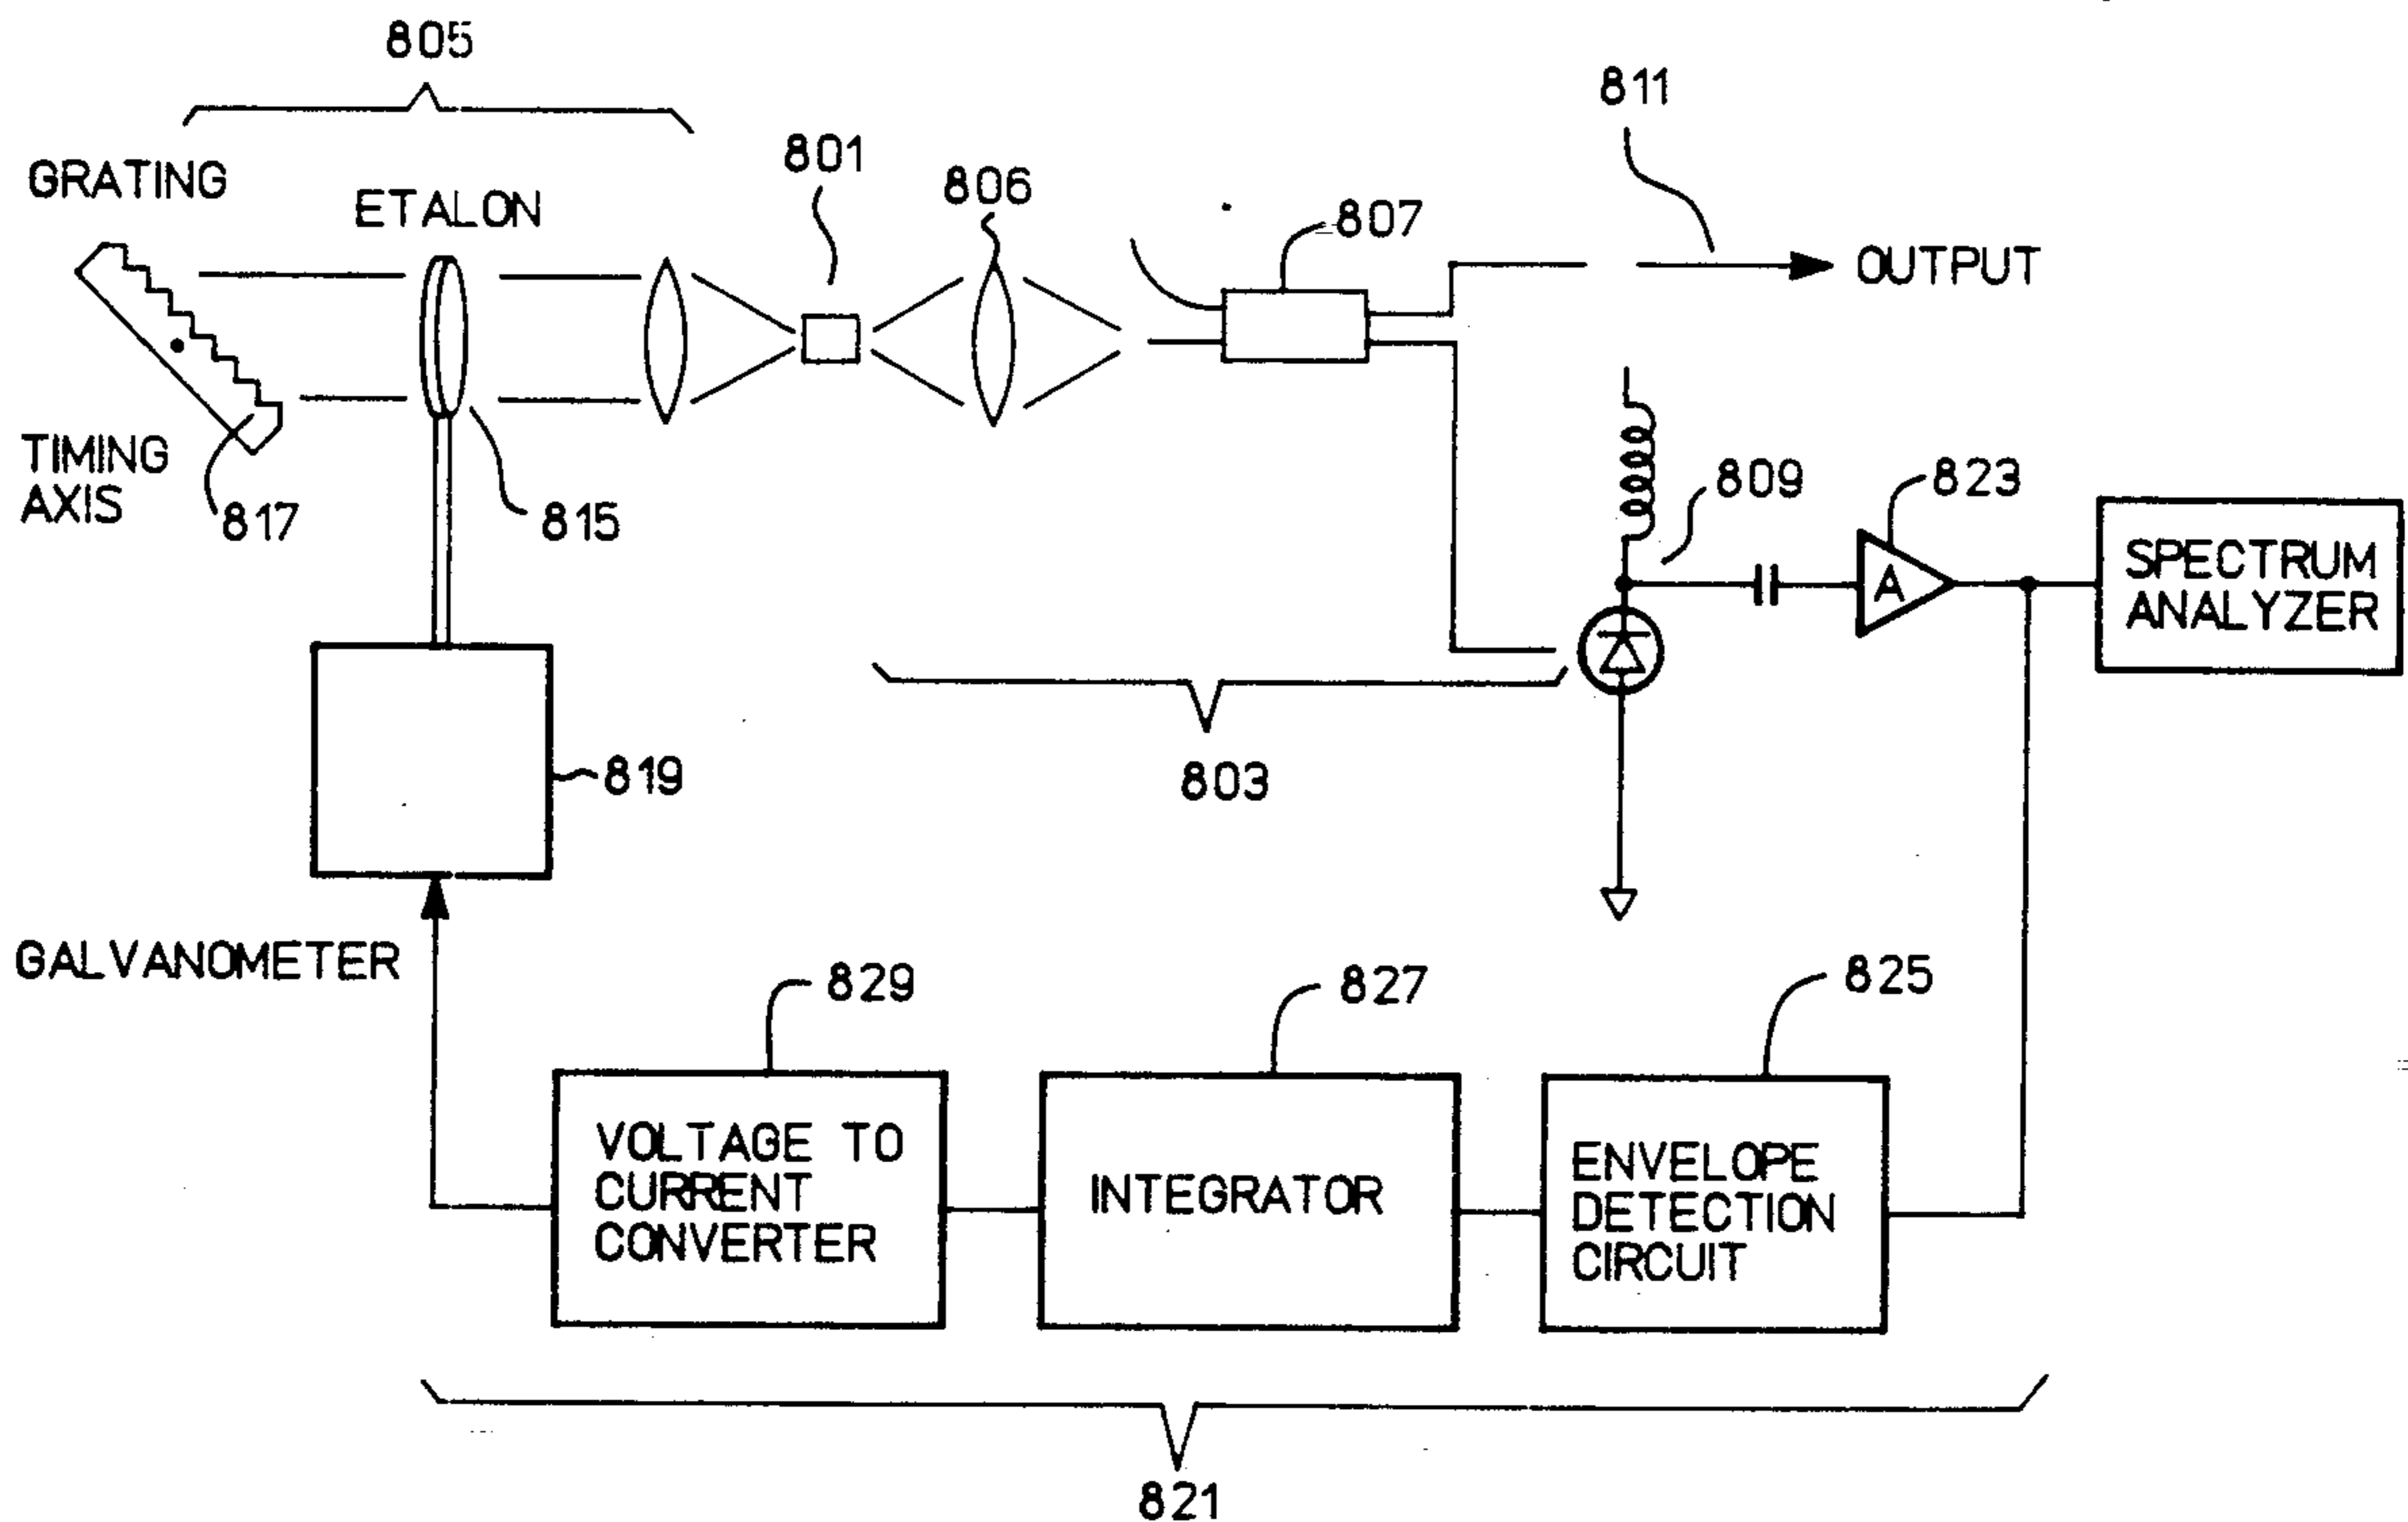 805
811
GRATING
801
806
ETALON
807
OUTPUT
TIMING
AXIS
817
815
809
823
A
SPECTRUM
ANALYZER
819
803
GALVANOMETER
829
827
825
VOLTAGE TO
CURRENT
CONVERTER
INTEGRATOR
ENVELOPE
DETECTION
CIRCUIT
821